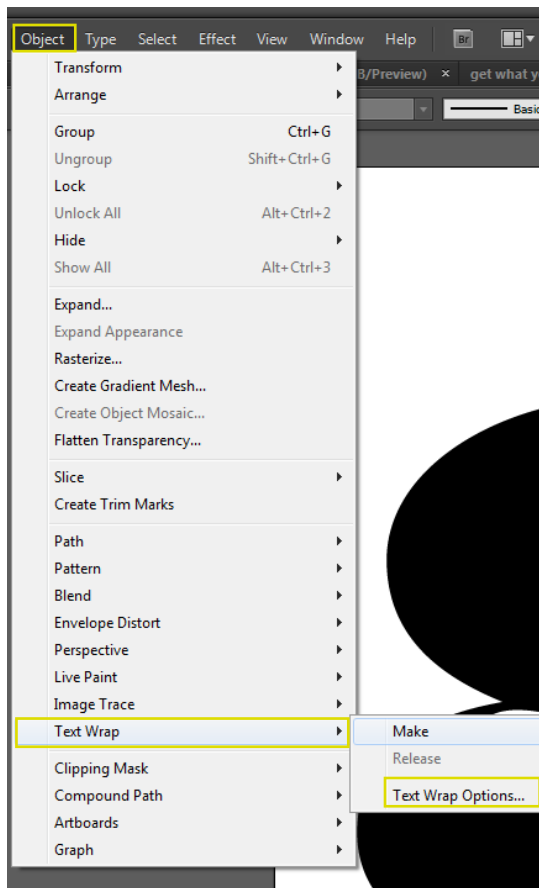 Object Type Select Effect View Window Help Br
B/Preview) × get what y
Basic
Transform
Arrange
Group Ctrl+G
Ungroup Shift+Ctrl+G
Lock
Unlock All Alt+Ctrl+2
Hide
Show All Alt+Ctrl+3
Expand...
Expand Appearance
Rasterize...
Create Gradient Mesh...
Create Object Mosaic...
Flatten Transparency...
Slice
Create Trim Marks
Path
Pattern
Blend
Envelope Distort
Perspective
Live Paint
Image Trace
Text Wrap
Make
Release
Text Wrap Options...
Clipping Mask
Compound Path
Artboards
Graph